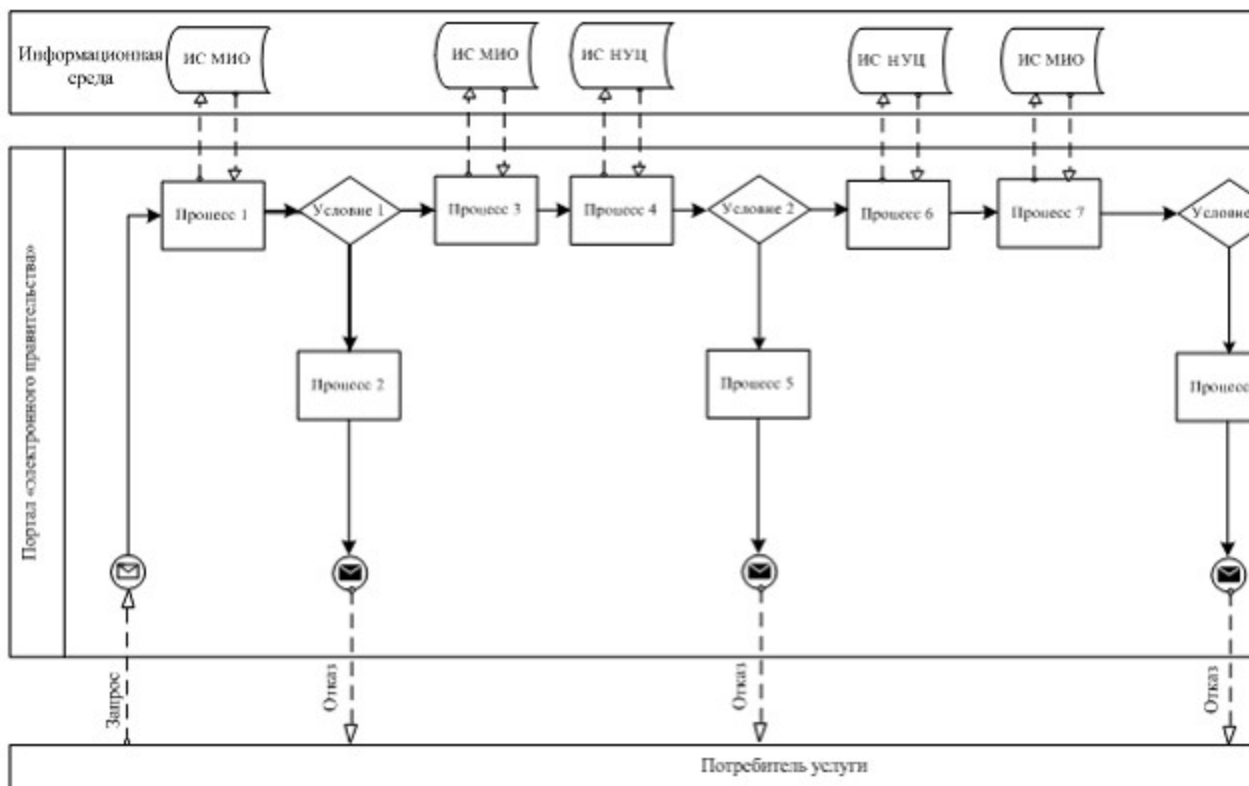 Информационная
среда
ИС МИО
ИС МИО
ИС НУЦ
ИС НУЦ
ИС МИО
Портал «электронного правительства»
Процесс 1
Условие 1
Процесс 3
Процесс 4
Условие 2
Процесс 6
Процесс 7
Условие
Процесс 2
Процесс 5
Процесс
Запрос
Отказ
Отказ
Отказ
Потребитель услуги